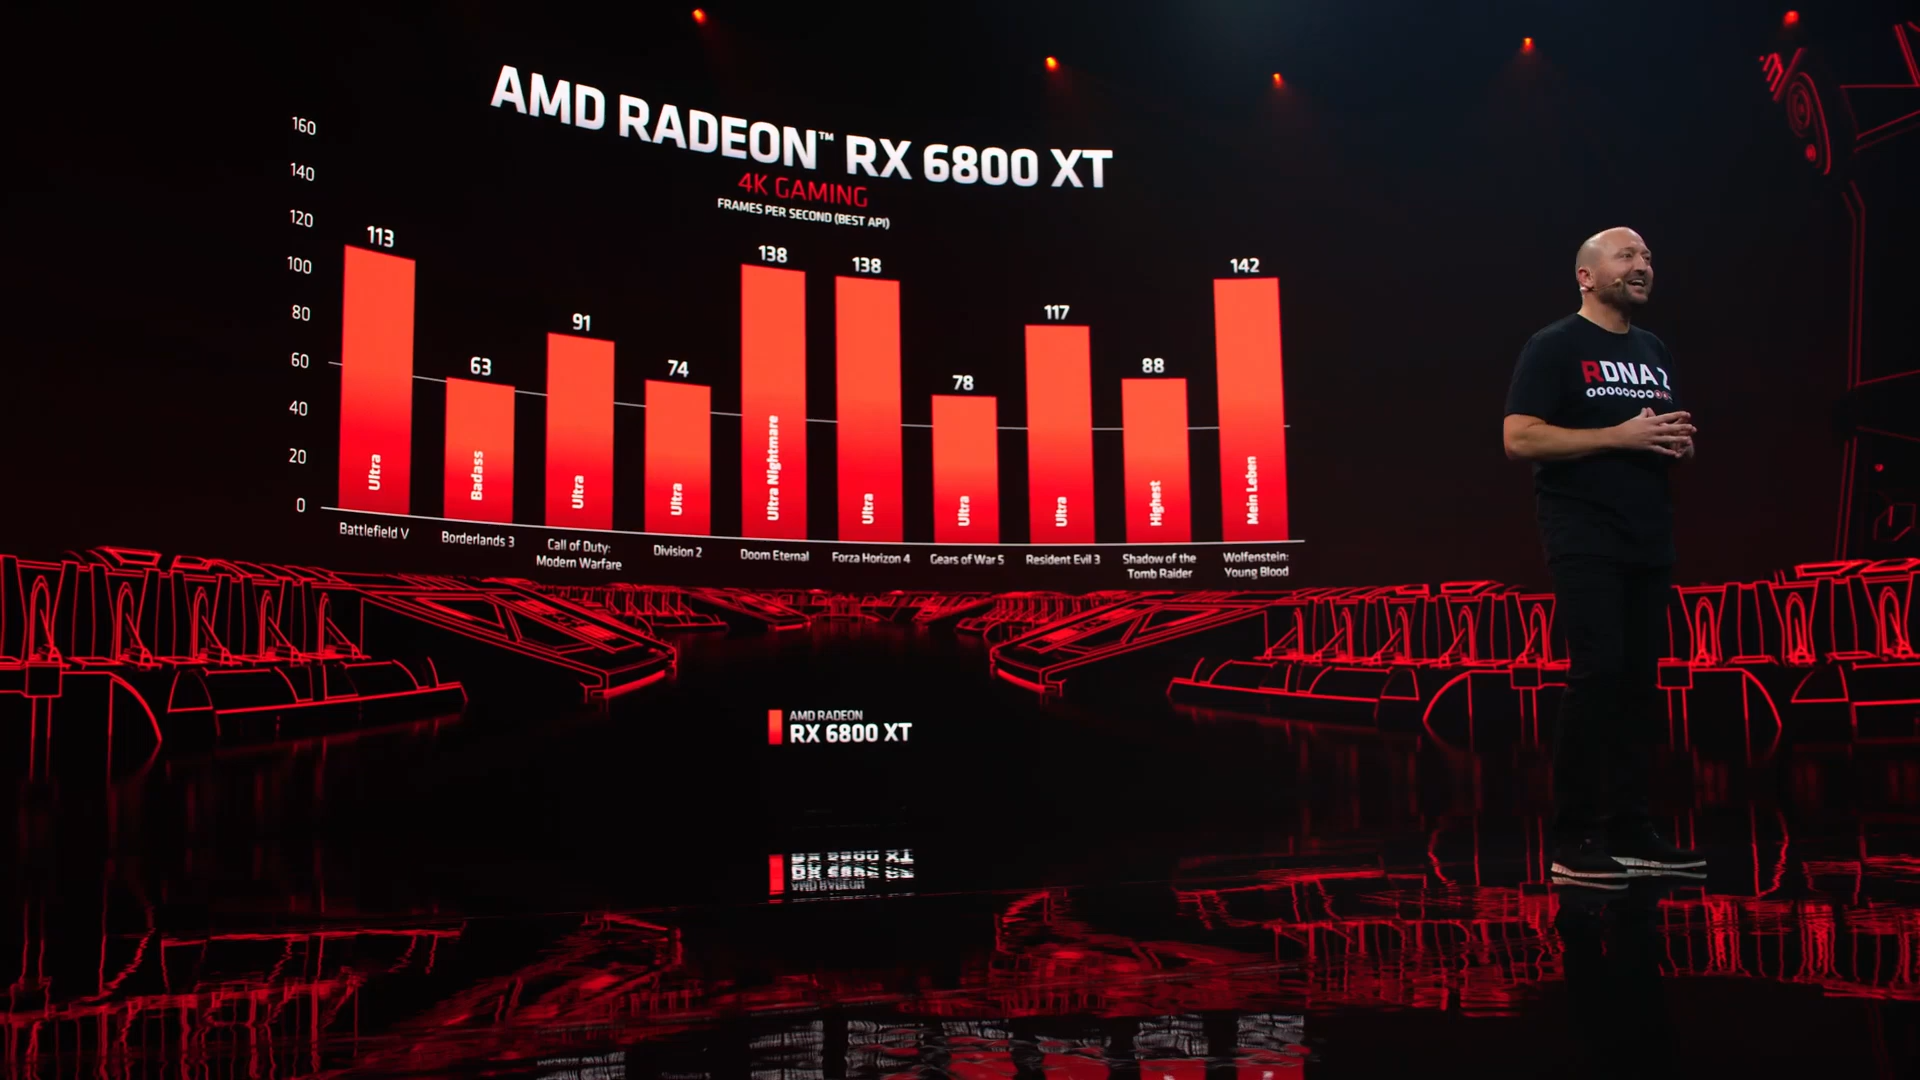 AMD RADEON™ RX 6800 XT
4K GAMING
FRAMES PER SECOND (BEST API)
160
140
120
100
80
60
40
20
0
113
63
91
74
138
138
78
117
88
142
Ultra
Badass
Ultra
Ultra
Ultra Nightmare
Ultra
Ultra
Ultra
Highest
Mein Leben
Battlefield V
Borderlands 3
Call of Duty:
Modern Warfare
Division 2
Doom Eternal
Forza Horizon 4
Gears of War 5
Resident Evil 3
Shadow of the
Tomb Raider
Wolfenstein:
Young Blood
AMD RADEON
RX 6800 XT
RDNA 2